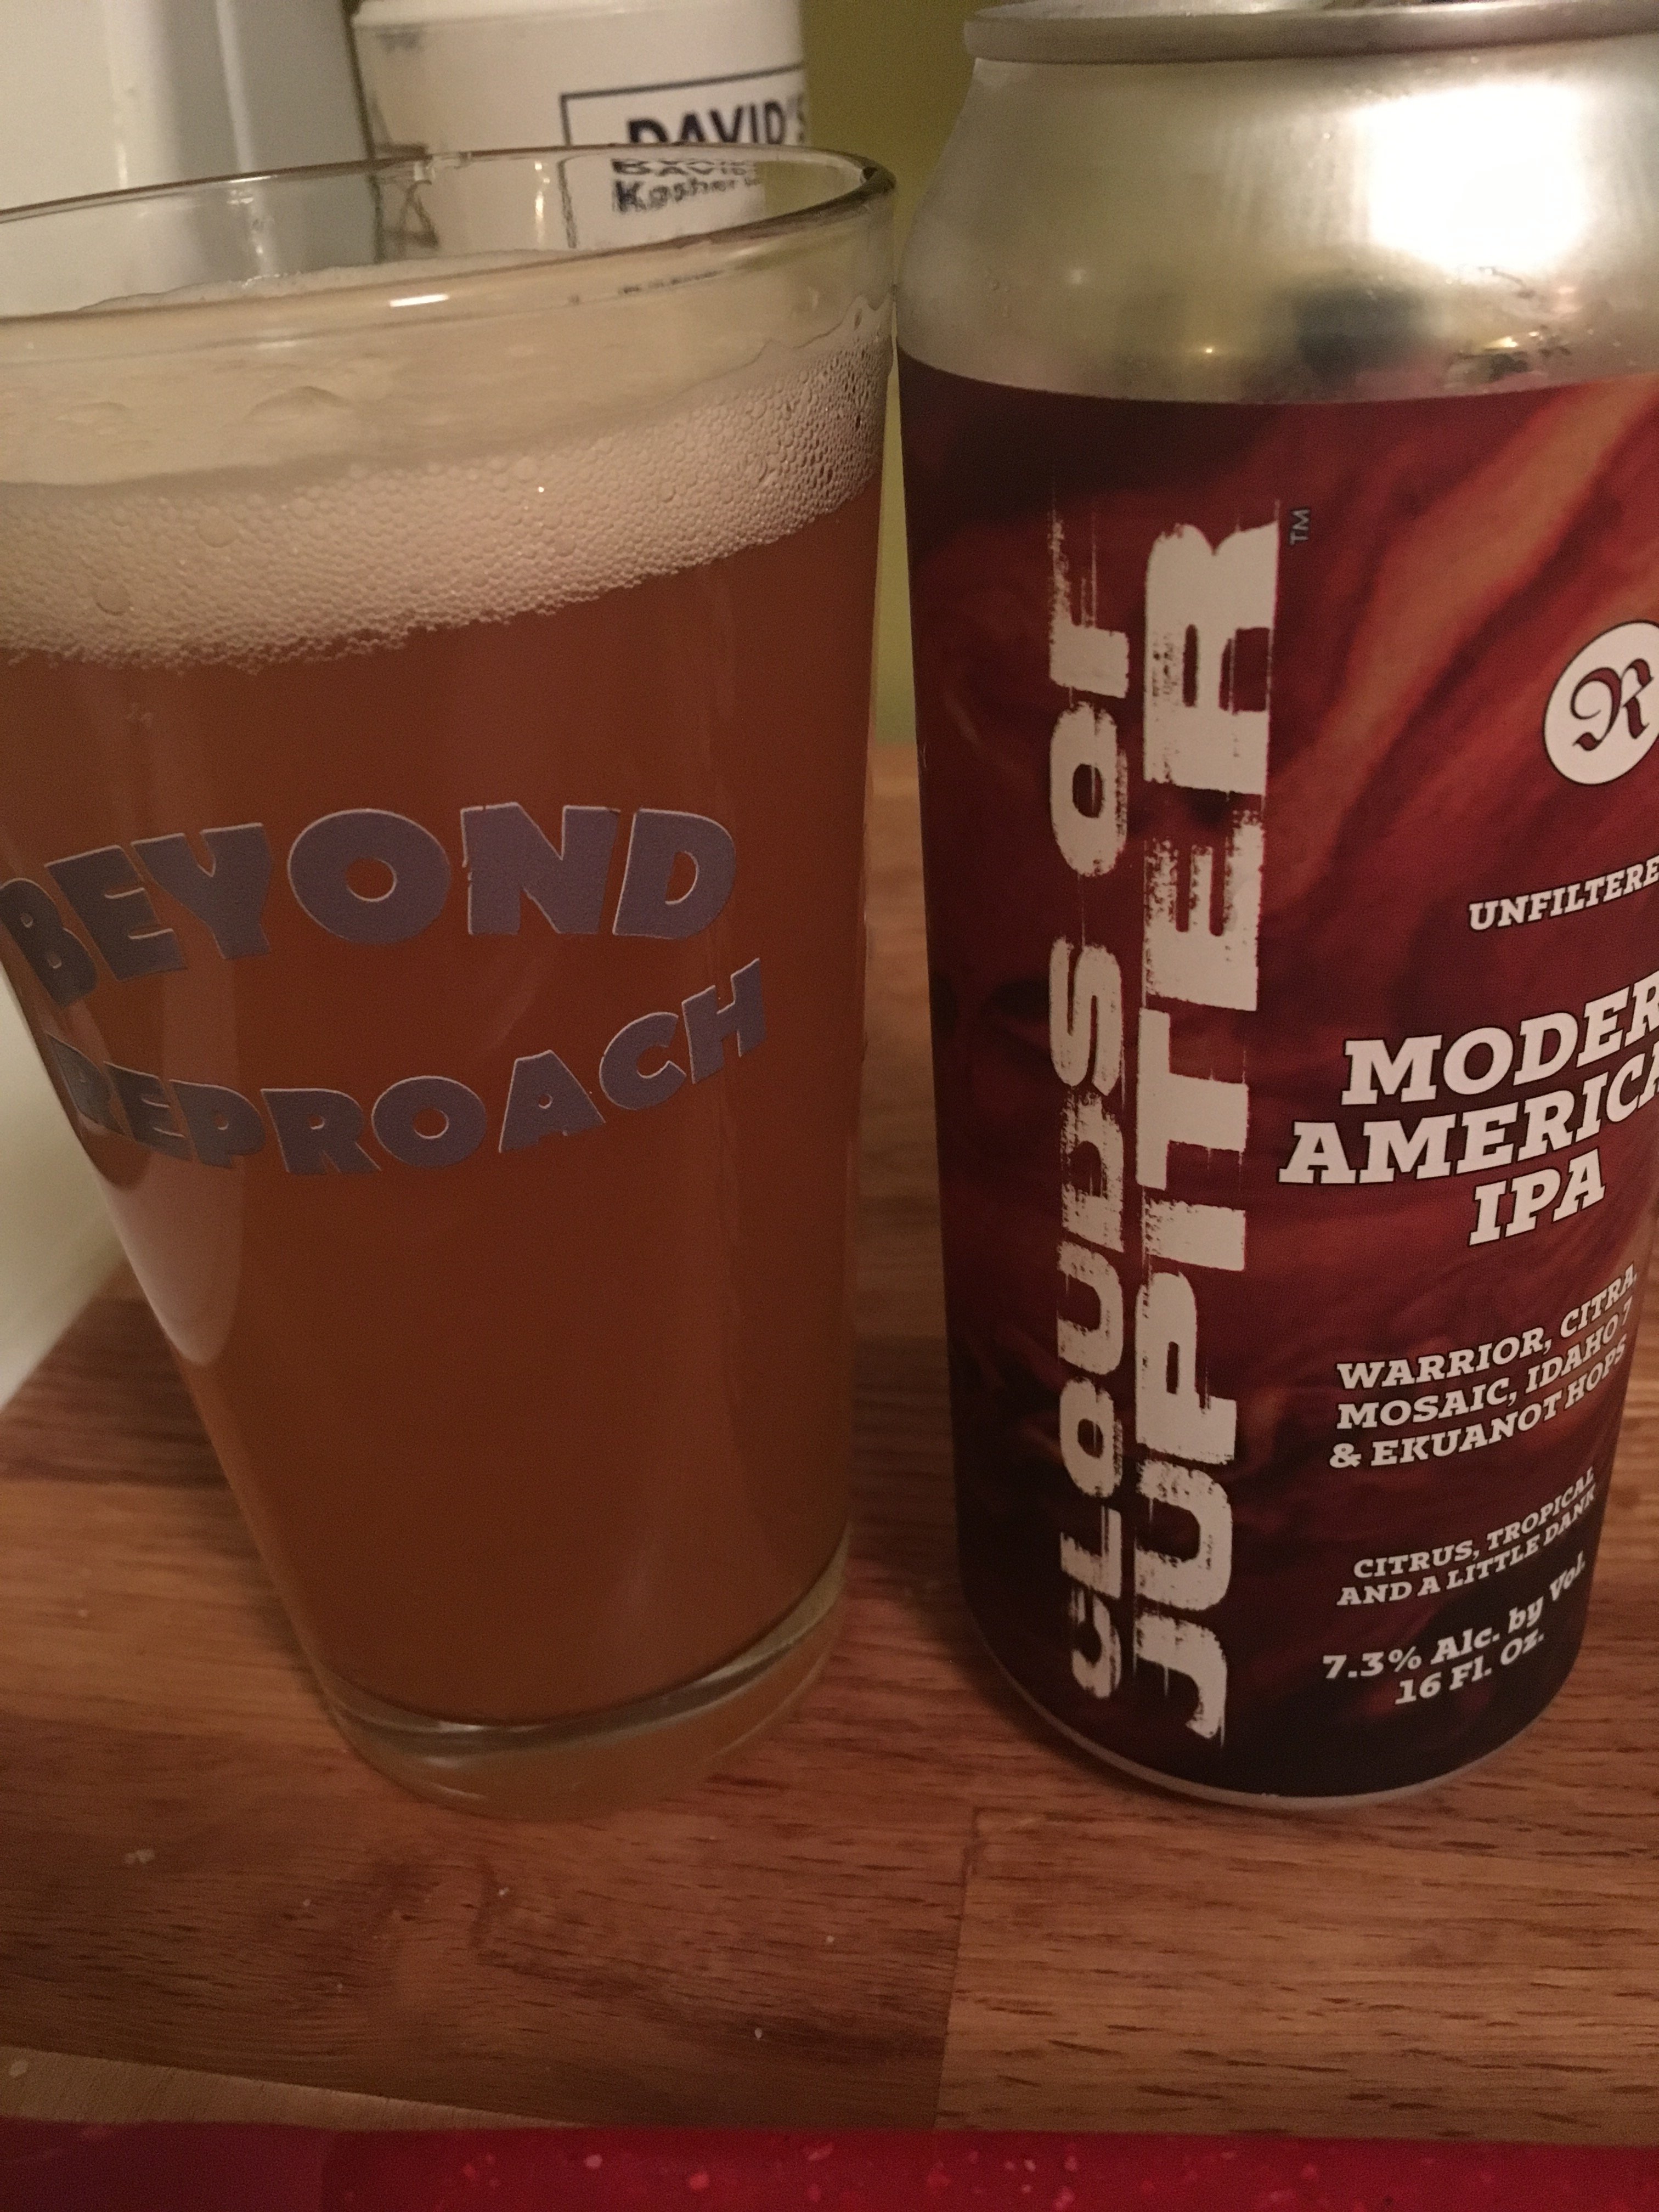 DAVID'S
Kosher
BEYOND
REPROACH
CLOUDS OF
JUPITER
TM
R
UNFILTERE
MODER
AMERICA
IPA
WARRIOR, CITRA,
MOSAIC, IDAHO 7
& EKUANOT HOPS
CITRUS, TROPICAL
AND A LITTLE DANK
7.3% Alc. by Vol.
16 Fl. Oz.